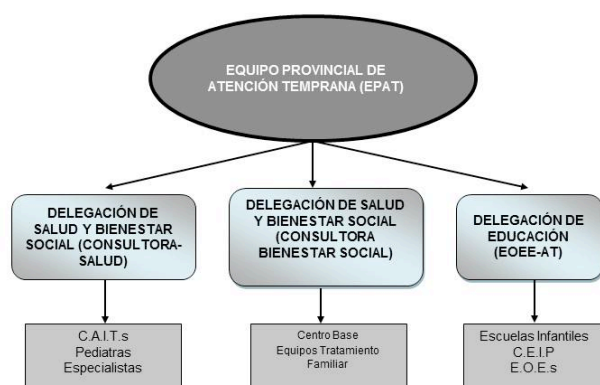 EQUIPO PROVINCIAL DE
ATENCIÓN TEMPRANA (EPAT)
DELEGACIÓN DE
SALUD Y BIENESTAR
SOCIAL (CONSULTORA-
SALUD)
DELEGACIÓN DE SALUD
Y BIENESTAR SOCIAL
(CONSULTORA
BIENESTAR SOCIAL)
DELEGACIÓN DE
EDUCACIÓN
(EOEE-AT)
C.A.I.T.s
Pediatras
Especialistas
Centro Base
Equipos Tratamiento
Familiar
Escuelas Infantiles
C.E.I.P
E.O.E.s